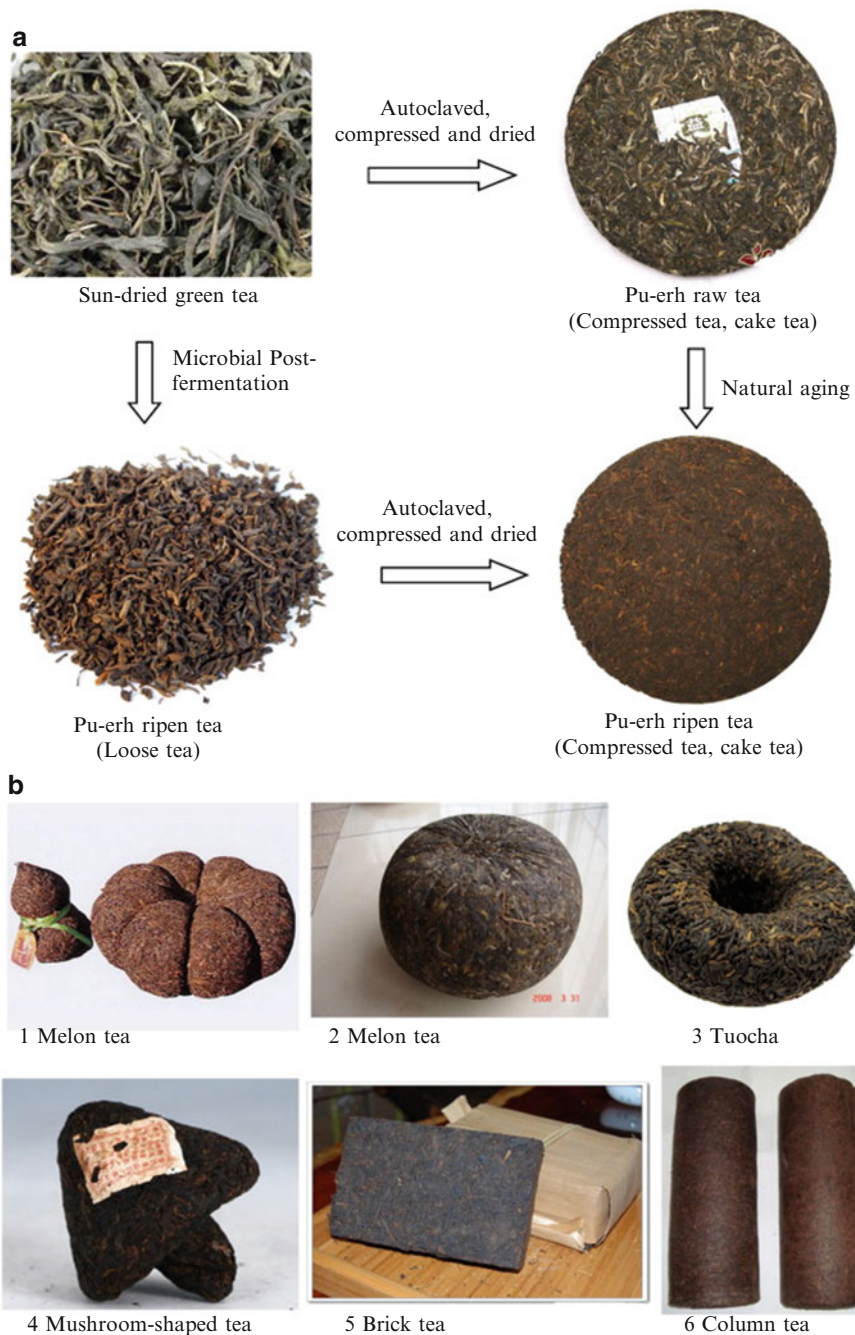 a
Autoclaved,
compressed and dried
Sun-dried green tea
Pu-erh raw tea
(Compressed tea, cake tea)
Microbial Post-
fermentation
Natural aging
Autoclaved,
compressed and dried
Pu-erh ripen tea
(Loose tea)
Pu-erh ripen tea
(Compressed tea, cake tea)
b
2008 3 31
1 Melon tea
2 Melon tea
3 Tuocha
4 Mushroom-shaped tea
5 Brick tea
6 Column tea